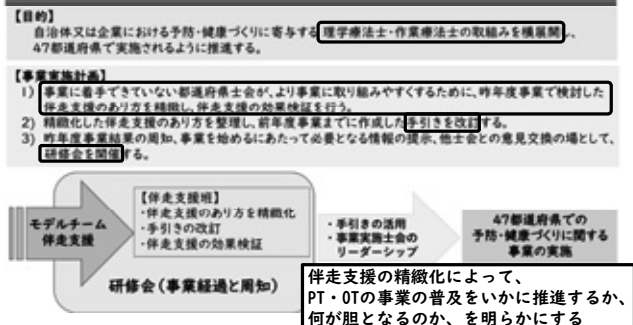 【目的】
自治体又は企業における予防・健康づくりに寄与する理学療法士・作業療法士の取組みを横展開し、
47都道府県で実施されるように推進する。
【事業実施計画】
1) 事業に着手できていない都道府県士会が、より事業に取り組みやすくするために、昨年度事業で検討した
伴走支援のあり方を精緻し、伴走支援の効果検証を行う。
2) 精緻化した伴走支援のあり方を整理し、前年度事業までに作成した手引きを改訂する。
3) 昨年度事業結果の周知、事業を始めるにあたって必要となる情報の提示、他士会との意見交換の場として、
研修会を開催する。
モデルチーム
伴走支援
【伴走支援班】
・伴走支援のあり方を精緻化
・手引きの改訂
・伴走支援の効果検証
研修会(事業経過と周知)
・手引きの活用
・事業実施士会の
リーダーシップ
47都道府県での
予防・健康づくりに関する
事業の実施
伴走支援の精緻化によって、
PT・OTの事業の普及をいかに推進するか、
何が胆となるのか、を明らかにする